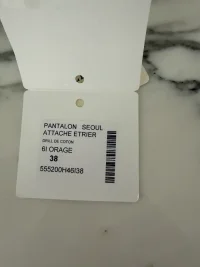 PANTALON SEOUL
ATTACHE ETRIER
DRILL DE COTON
6I ORAGE
38
555200H46I38